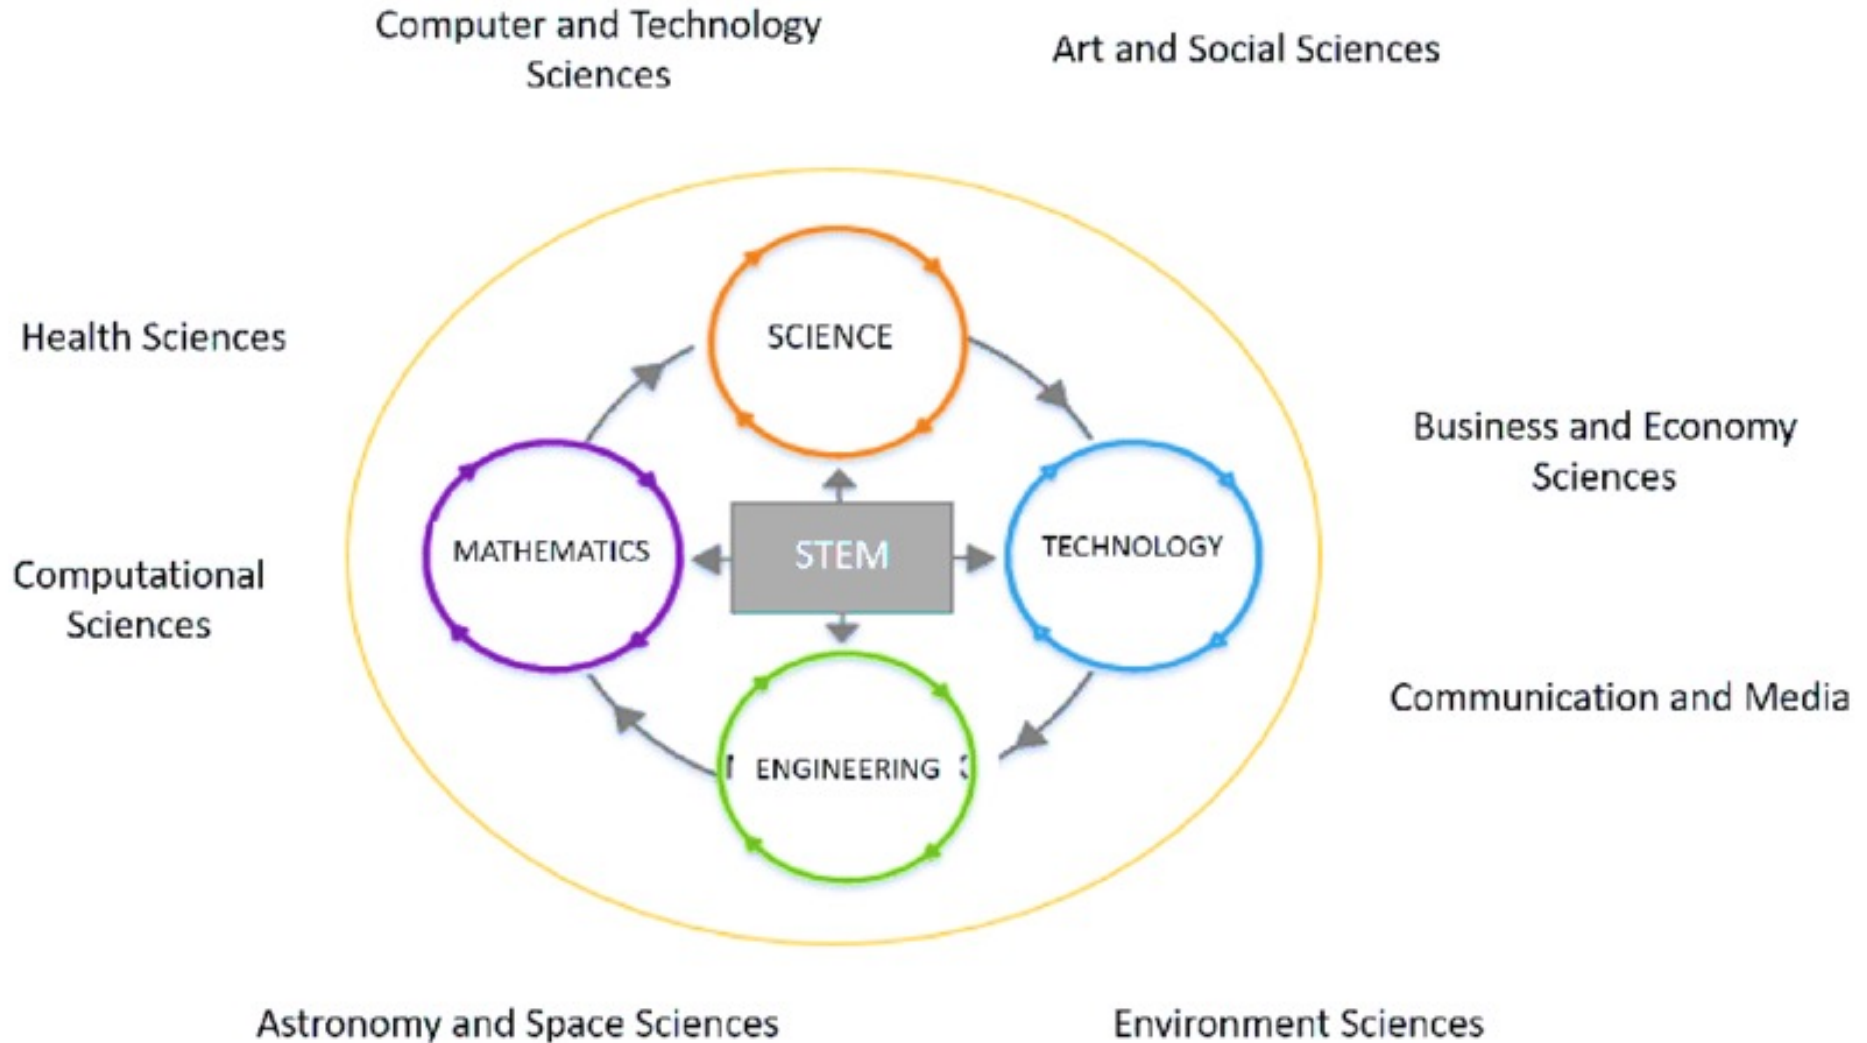 Computer and Technology
Sciences
Art and Social Sciences
Health Sciences
SCIENCE
Business and Economy
Sciences
MATHEMATICS
STEM
TECHNOLOGY
Computational
Sciences
Communication and Media
ENGINEERING
Astronomy and Space Sciences
Environment Sciences